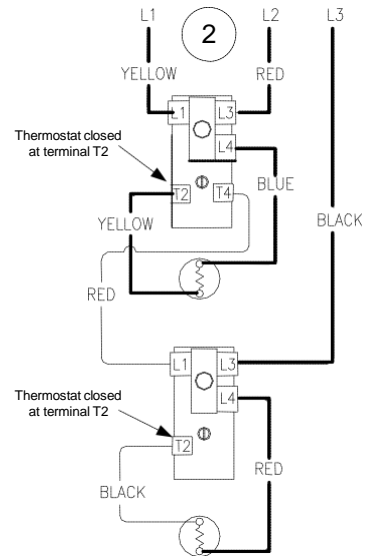 L1 2 L2 L3
YELLOW RED
L1 L3
Thermostat closed
at terminal T2
L4
T2 T4
BLUE
YELLOW
BLACK
RED
L1 L3
Thermostat closed
at terminal T2
L4
T2
RED
BLACK